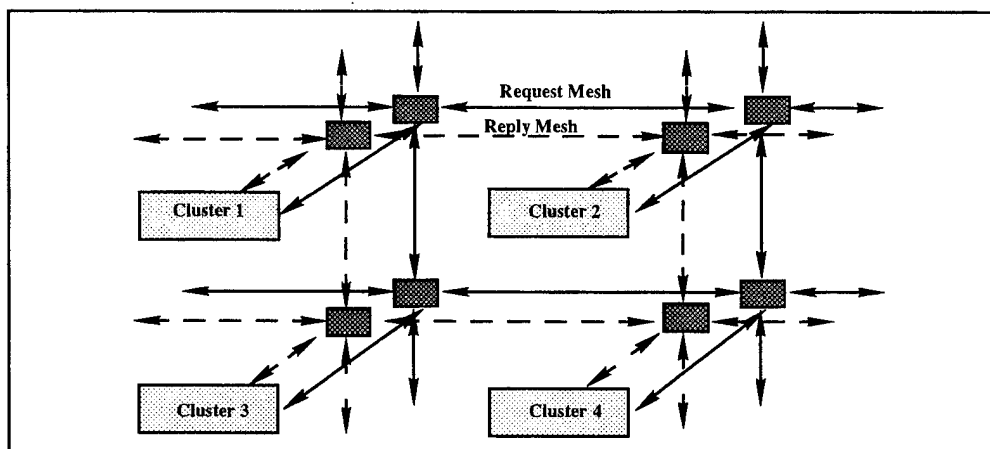 Request Mesh
Reply Mesh
Cluster 1
Cluster 2
Cluster 3
Cluster 4